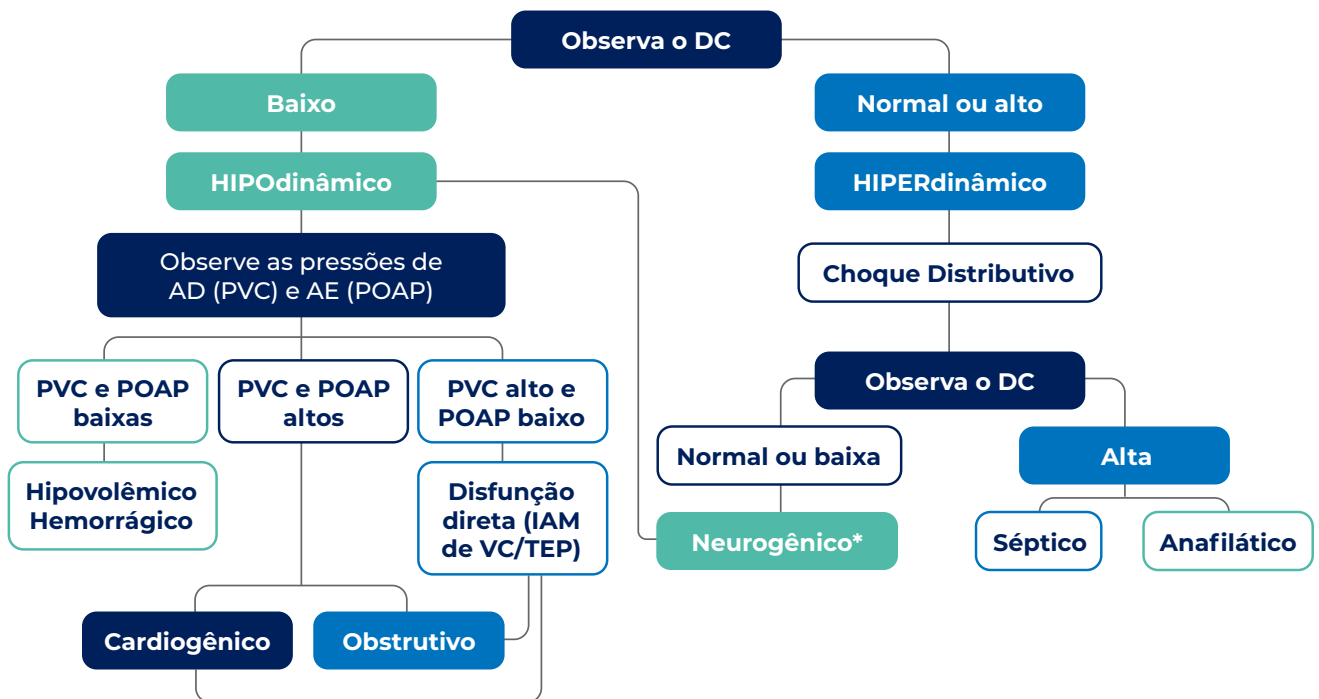 Observa o DC
Baixo
Normal ou alto
HIPOdinâmico
HIPERdinâmico
Observe as pressões de
AD (PVC) e AE (POAP)
Choque Distributivo
PVC e POAP
baixas
PVC e POAP
altos
PVC alto e
POAP baixo
Observa o DC
Hipovolêmico
Hemorrágico
Disfunção
direta (IAM
de VC/TEP)
Normal ou baixa
Alta
Neurogênico*
Séptico
Anafilático
Cardiogênico
Obstrutivo